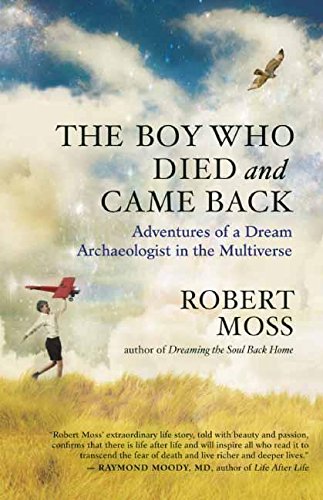 THE BOY WHO
DIED and
CAME BACK
Adventures of a Dream
Archaeologist in the Multiverse
ROBERT
MOSS
author of Dreaming the Soul Back Home
"Robert Moss' extraordinary life story, told with beauty and passion,
confirms that there is life after life and will inspire all who read it to
transcend the fear of death and live richer and deeper lives."
— RAYMOND MOODY, MD, author of Life After Life